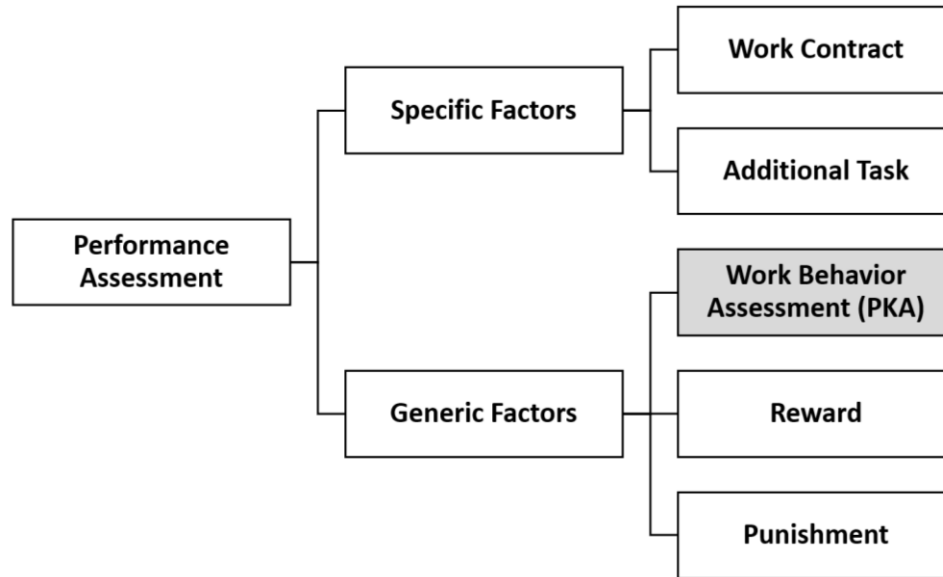 Performance
Assessment
Specific Factors
Work Contract
Additional Task
Generic Factors
Work Behavior
Assessment (PKA)
Reward
Punishment